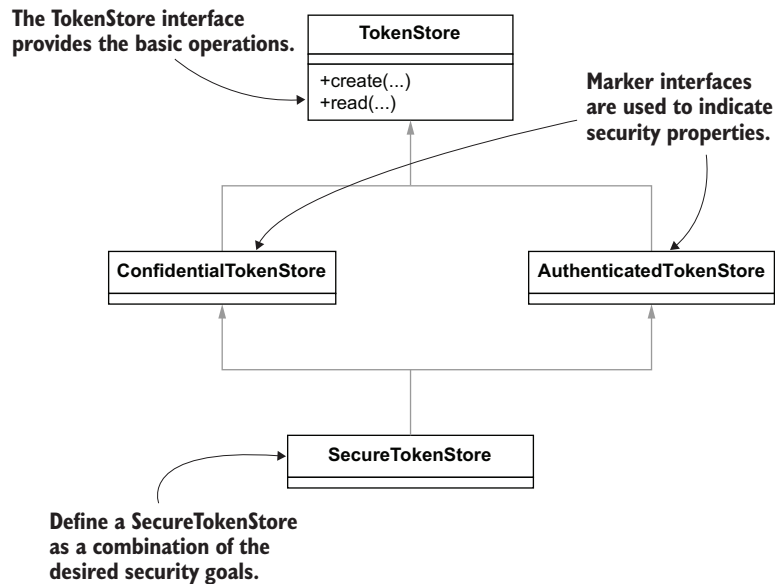 The TokenStore interface
provides the basic operations.
TokenStore
+create(...)
+read(...)
Marker interfaces
are used to indicate
security properties.
ConfidentialTokenStore
AuthenticatedTokenStore
SecureTokenStore
Define a SecureTokenStore
as a combination of the
desired security goals.